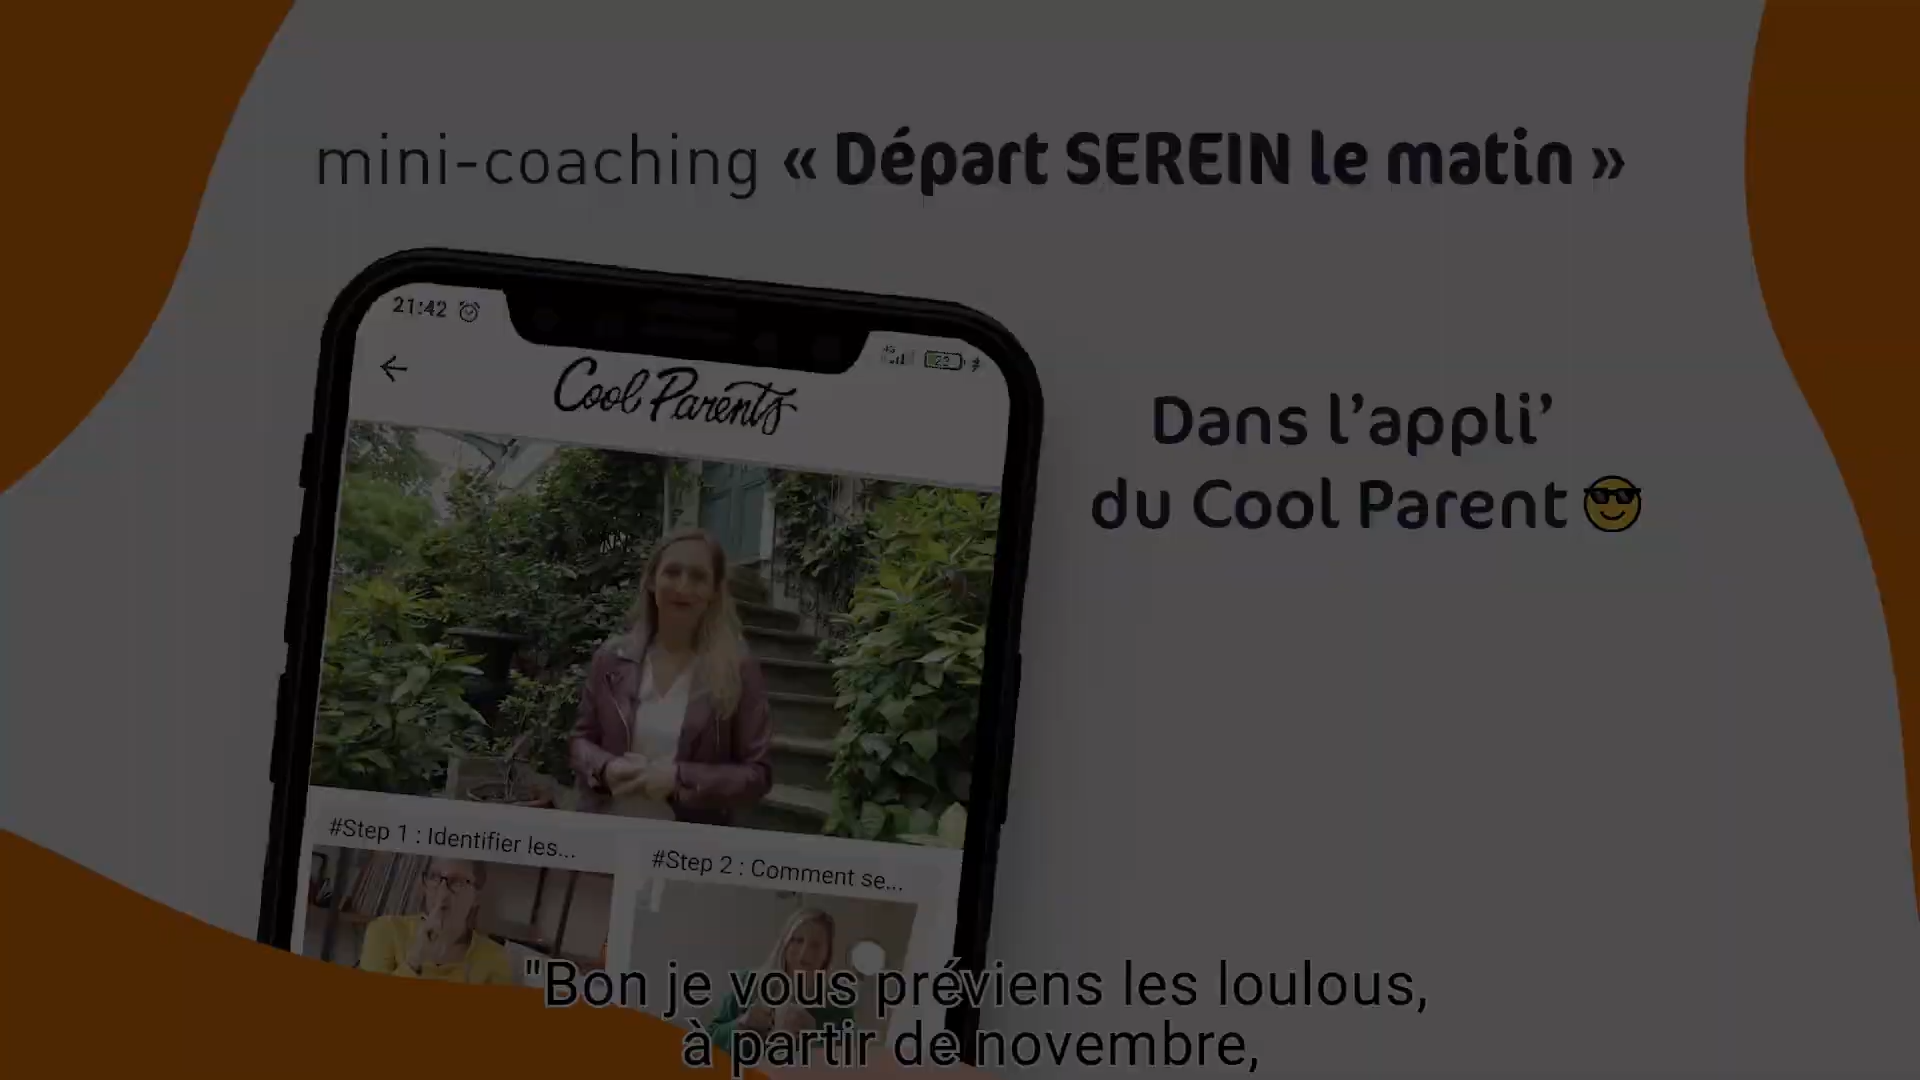 mini-coaching « Départ SEREIN le matin »
21:42
Cool Parents
Dans l’appli’
du Cool Parent
#Step 1 : Identifier les...
#Step 2 : Comment se...
"Bon je vous préviens les loulous,
à partir de novembre,